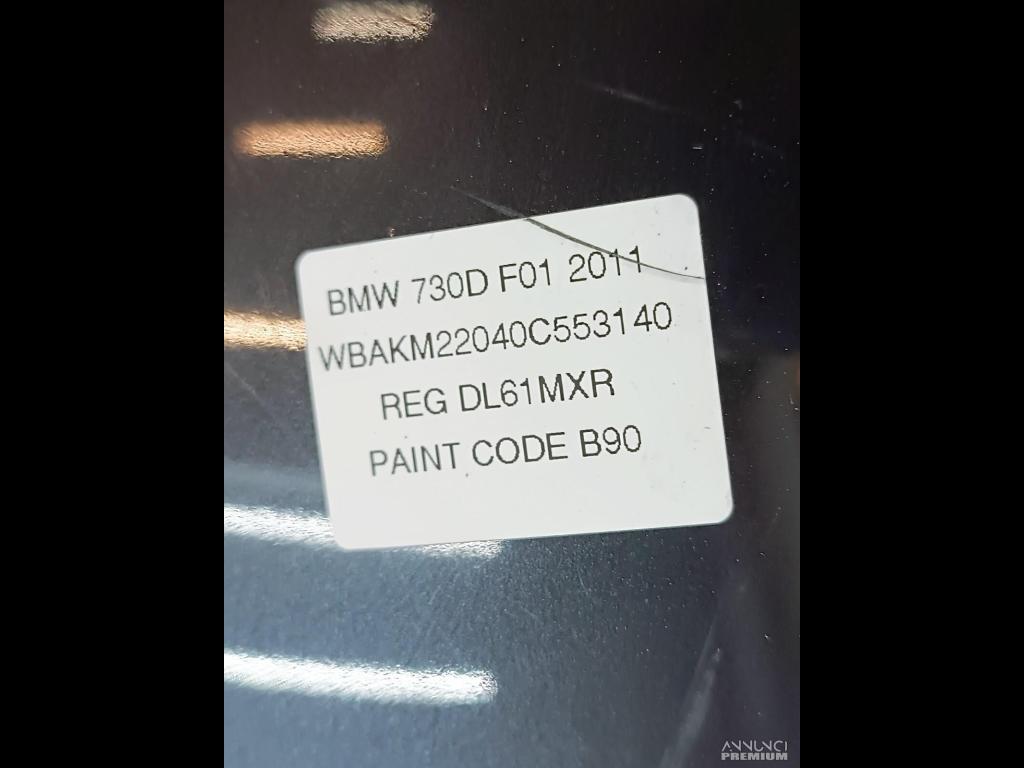 BMW 730D F01 2011
WBAKM22040C553140
REG DL61MXR
PAINT CODE B90
ANNUNCI
PREMIUM